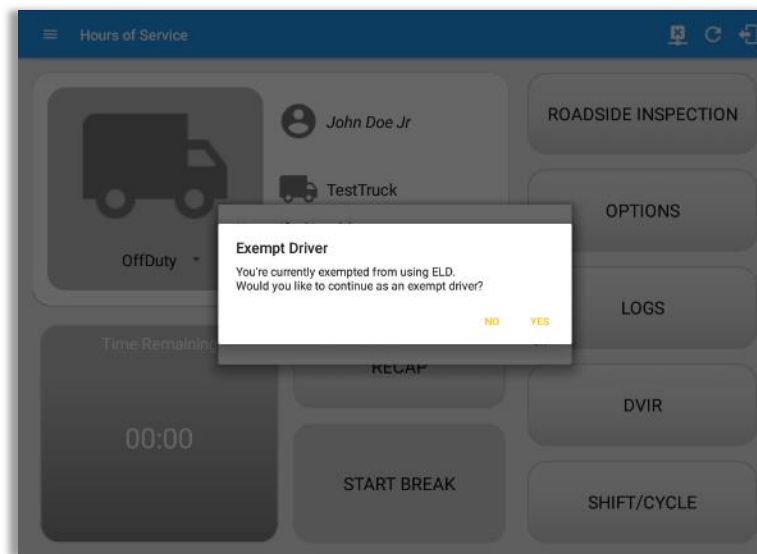 Hours of Service
John Doe Jr
TestTruck
OffDuty
Exempt Driver
You're currently exempted from using ELD.
Would you like to continue as an exempt driver?
NO YES
Time Remaining
00:00
RECAP
START BREAK
ROADSIDE INSPECTION
OPTIONS
LOGS
DVIR
SHIFT/CYCLE